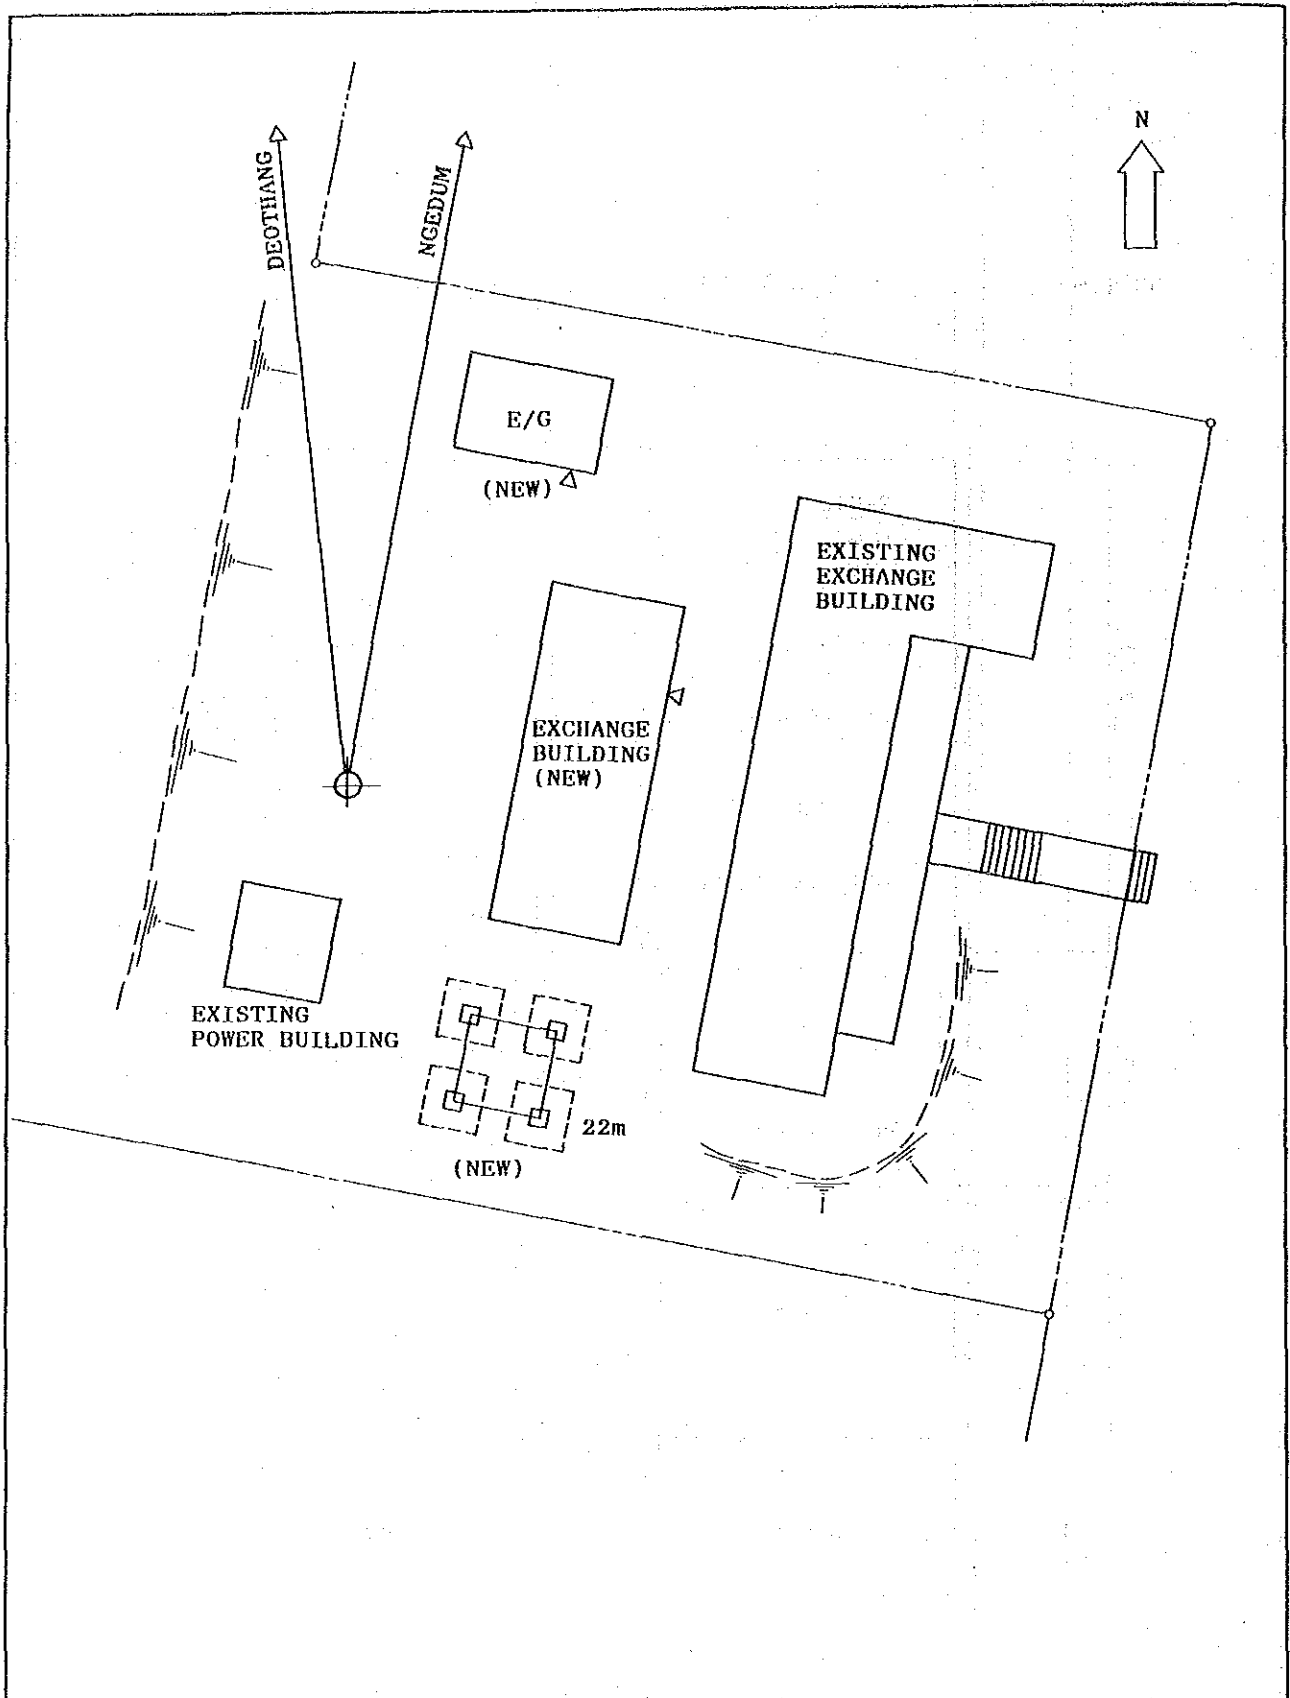 N
DEOTHANG
NGEDUM
E/G
(NEW)
EXISTING
EXCHANGE
BUILDING
EXCHANGE
BUILDING
(NEW)
EXISTING
POWER BUILDING
22m
(NEW)